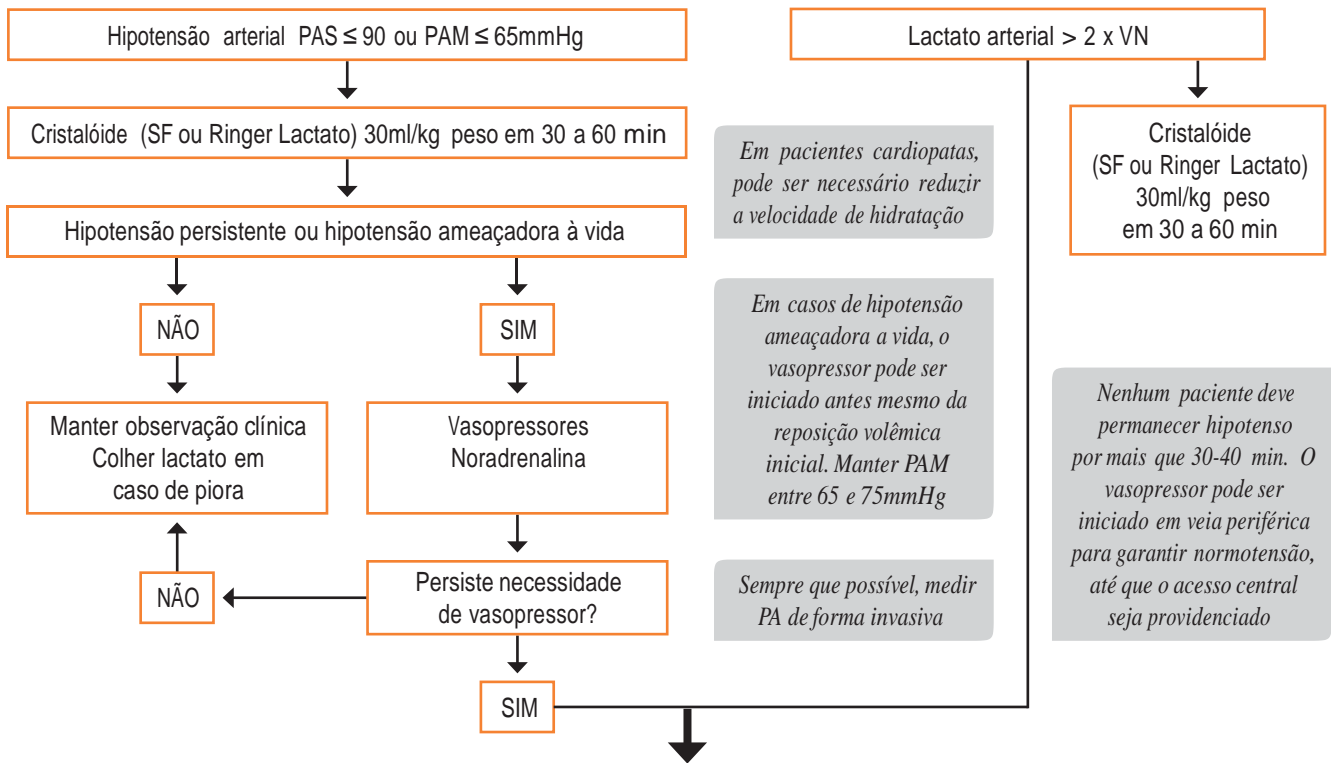 Hipotensão arterial PAS ≤ 90 ou PAM ≤ 65mmHg
Cristalóide (SF ou Ringer Lactato) 30ml/kg peso em 30 a 60 min
Hipotensão persistente ou hipotensão ameaçadora à vida
NÃO
SIM
Manter observação clínica
Colher lactato em
caso de piora
Vasopressores
Noradrenalina
NÃO
Persiste necessidade
de vasopressor?
SIM
Lactato arterial > 2 x VN
Cristalóide
(SF ou Ringer Lactato)
30ml/kg peso
em 30 a 60 min
Em pacientes cardiopatas,
pode ser necessário reduzir
a velocidade de hidratação
Em casos de hipotensão
ameaçadora a vida, o
vasopressor pode ser
iniciado antes mesmo da
reposição volêmica
inicial. Manter PAM
entre 65 e 75mmHg
Sempre que possível, medir
PA de forma invasiva
Nenhum paciente deve
permanecer hipotenso
por mais que 30-40 min. O
vasopressor pode ser
iniciado em veia periférica
para garantir normotensão,
até que o acesso central
seja providenciado